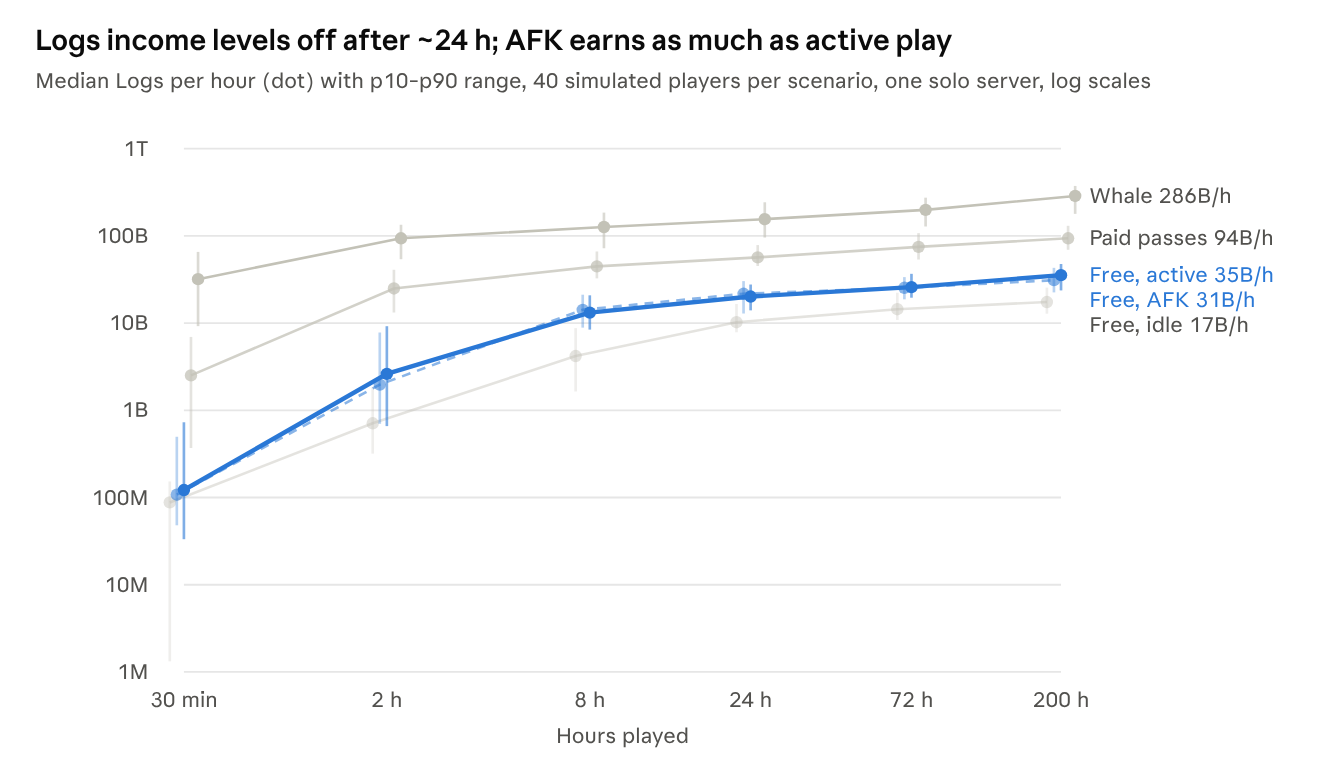 Logs income levels off after ~24 h; AFK earns as much as active play
Median Logs per hour (dot) with p10–p90 range, 40 simulated players per scenario, one solo server, log scales
1T
100B
10B
1B
100M
10M
1M
Whale 286B/h
Paid passes 94B/h
Free, active 35B/h
Free, AFK 31B/h
Free, idle 17B/h
30 min
2 h
8 h
24 h
72 h
200 h
Hours played